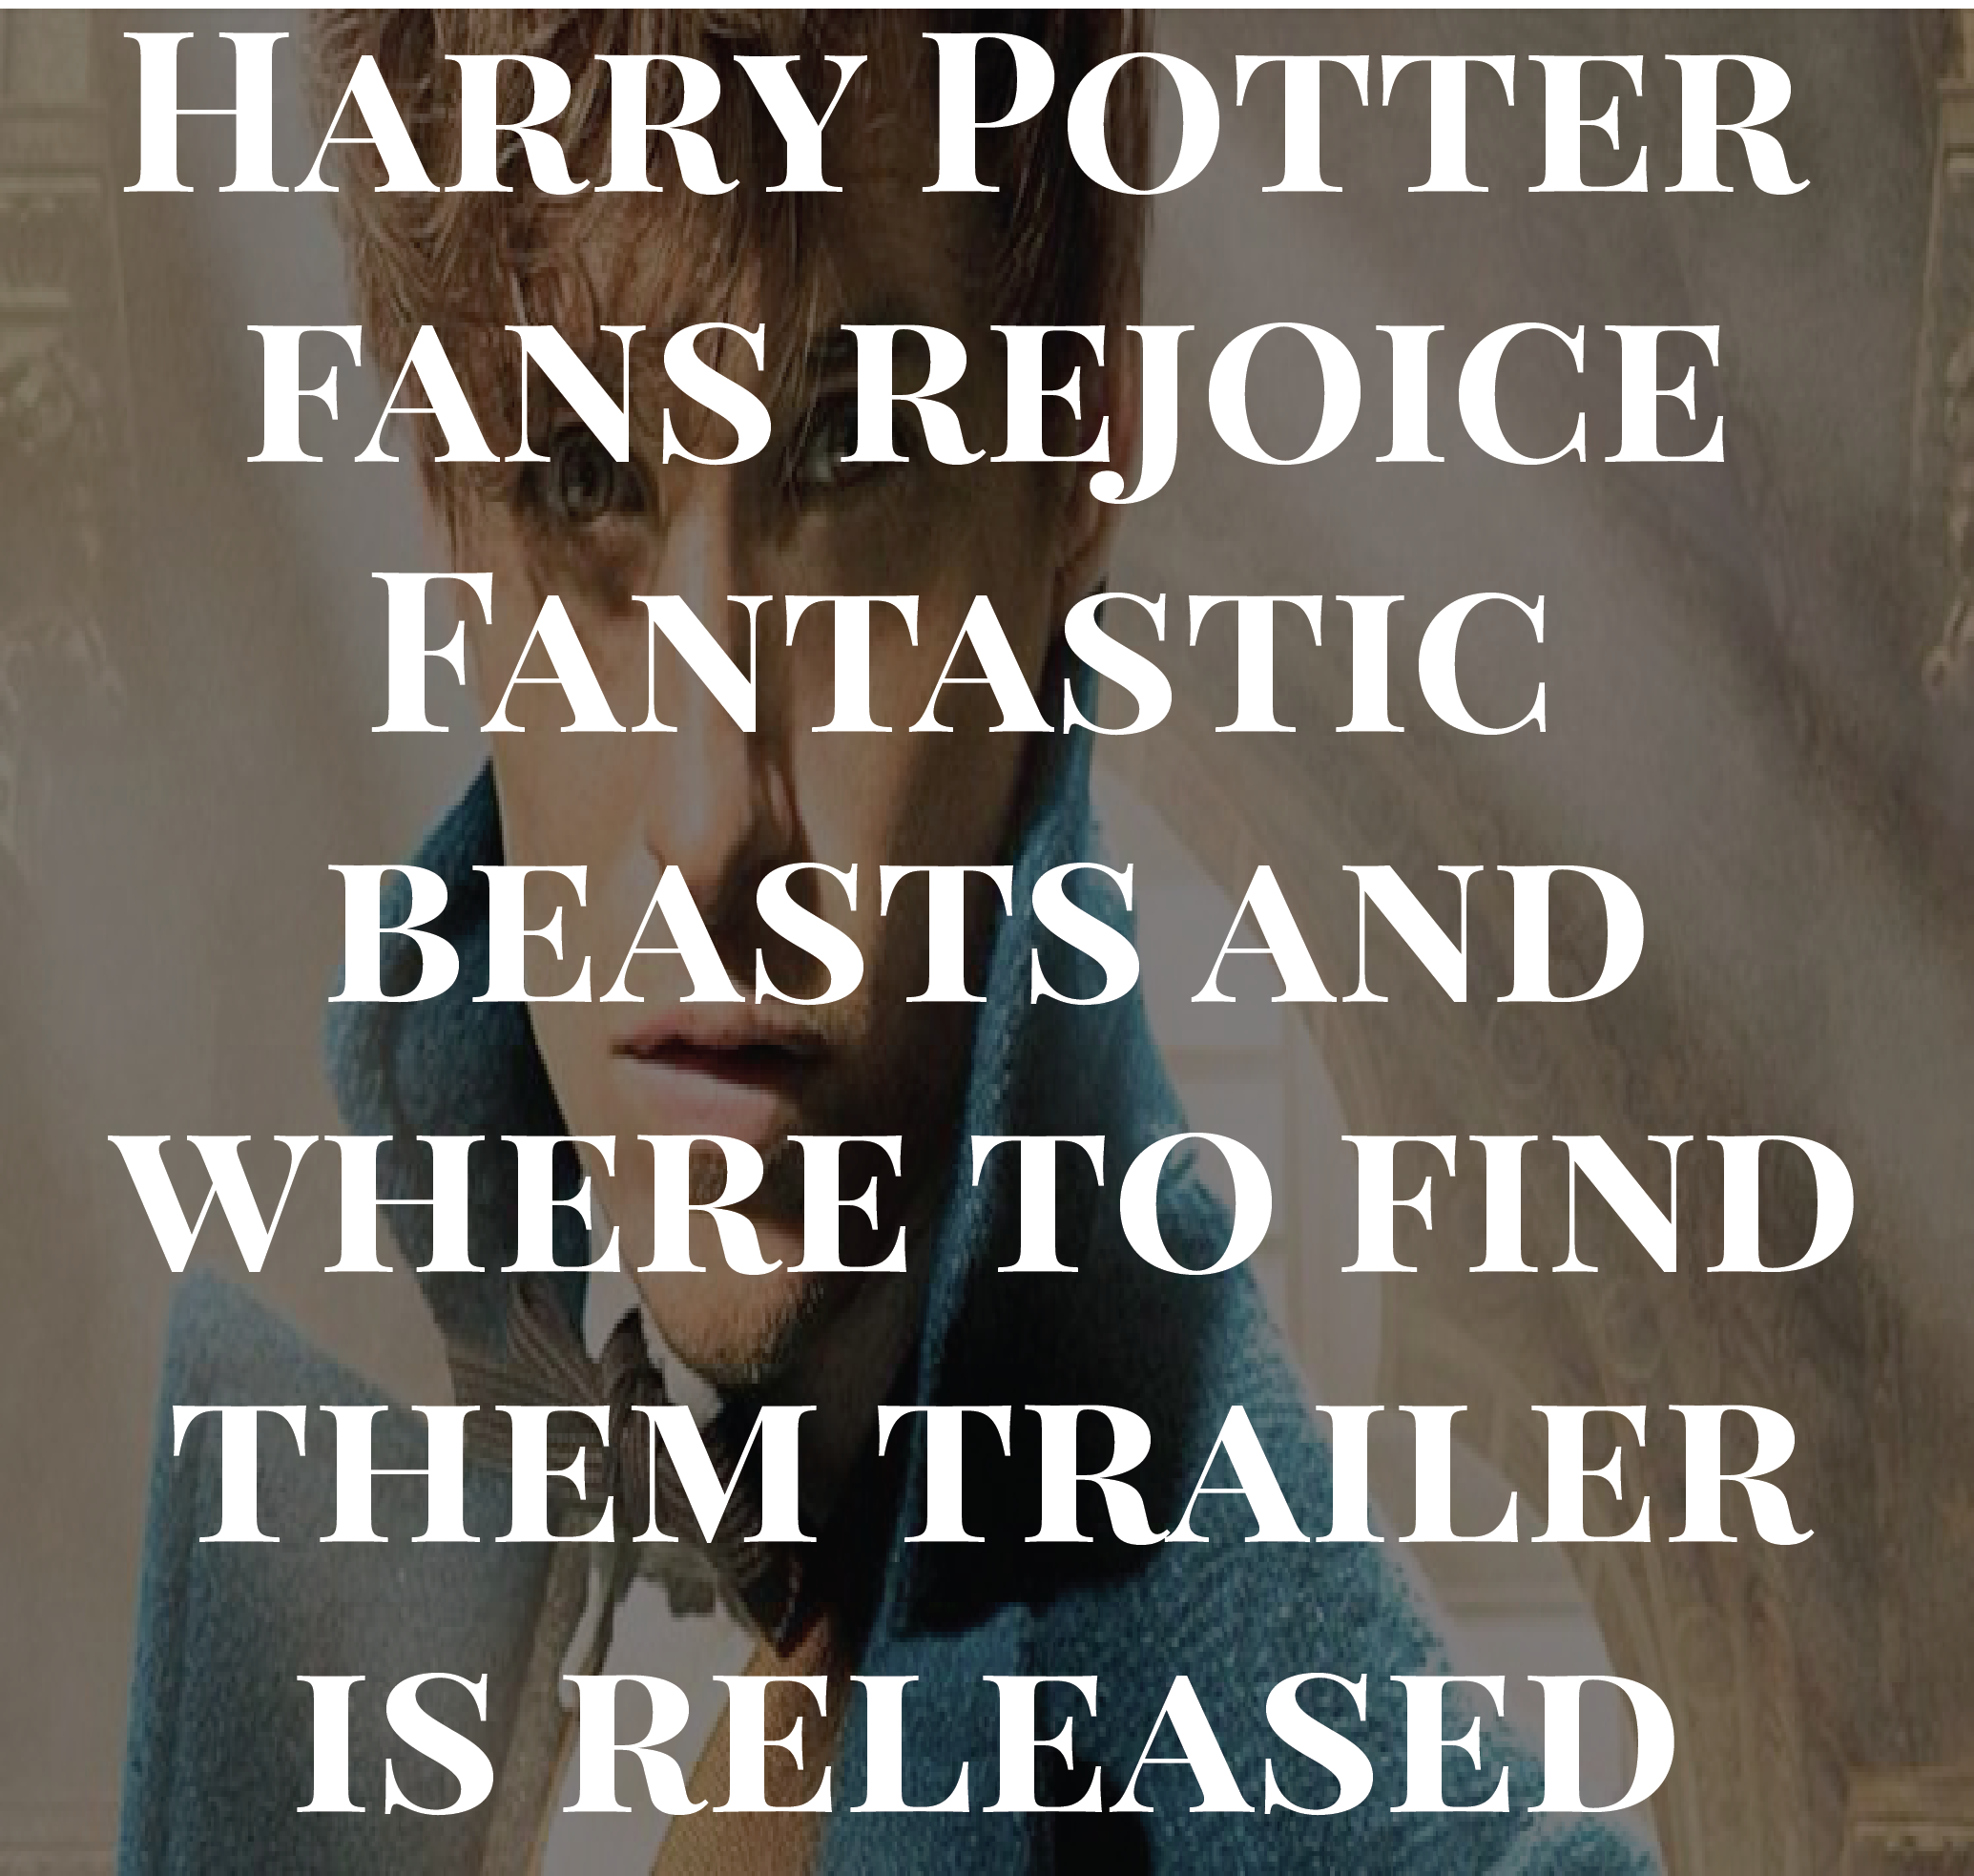 Harry Potter
fans rejoice
Fantastic
beasts and
where to find
them trailer
is released